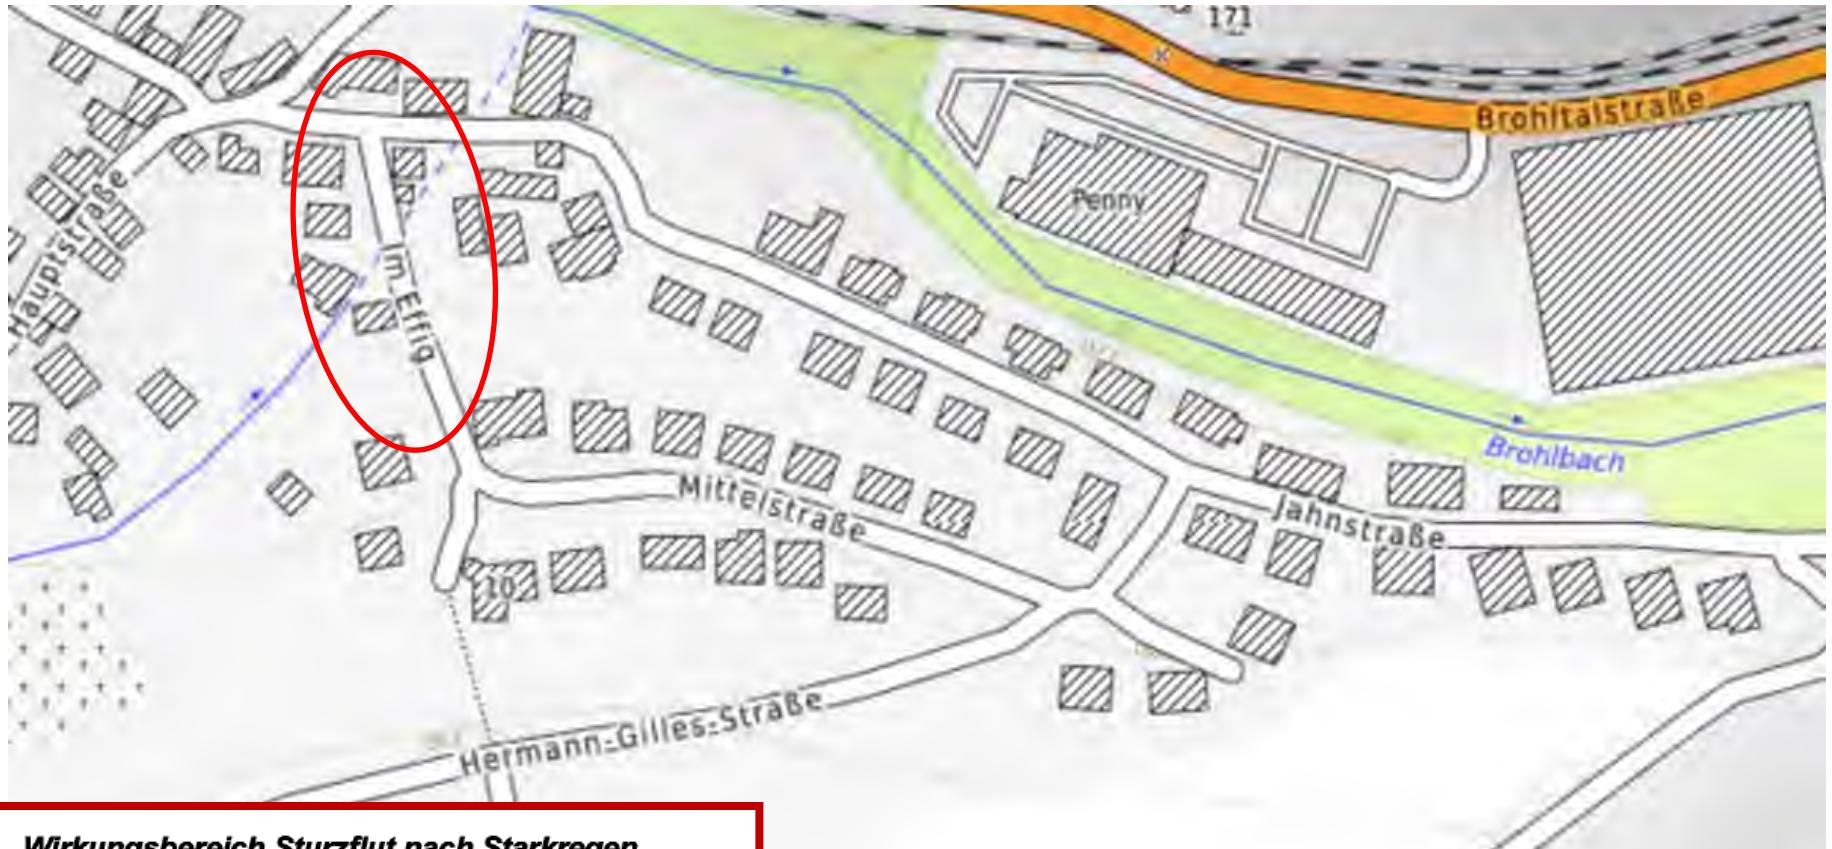 171
Brohltalstraße
Penny
Hauptstraße
Im Effig
Brohlbach
Mittelstraße
Jahnstraße
10
Hermann-Gilles-Straße
Wirkungsbereich Sturzflut nach Starkregen